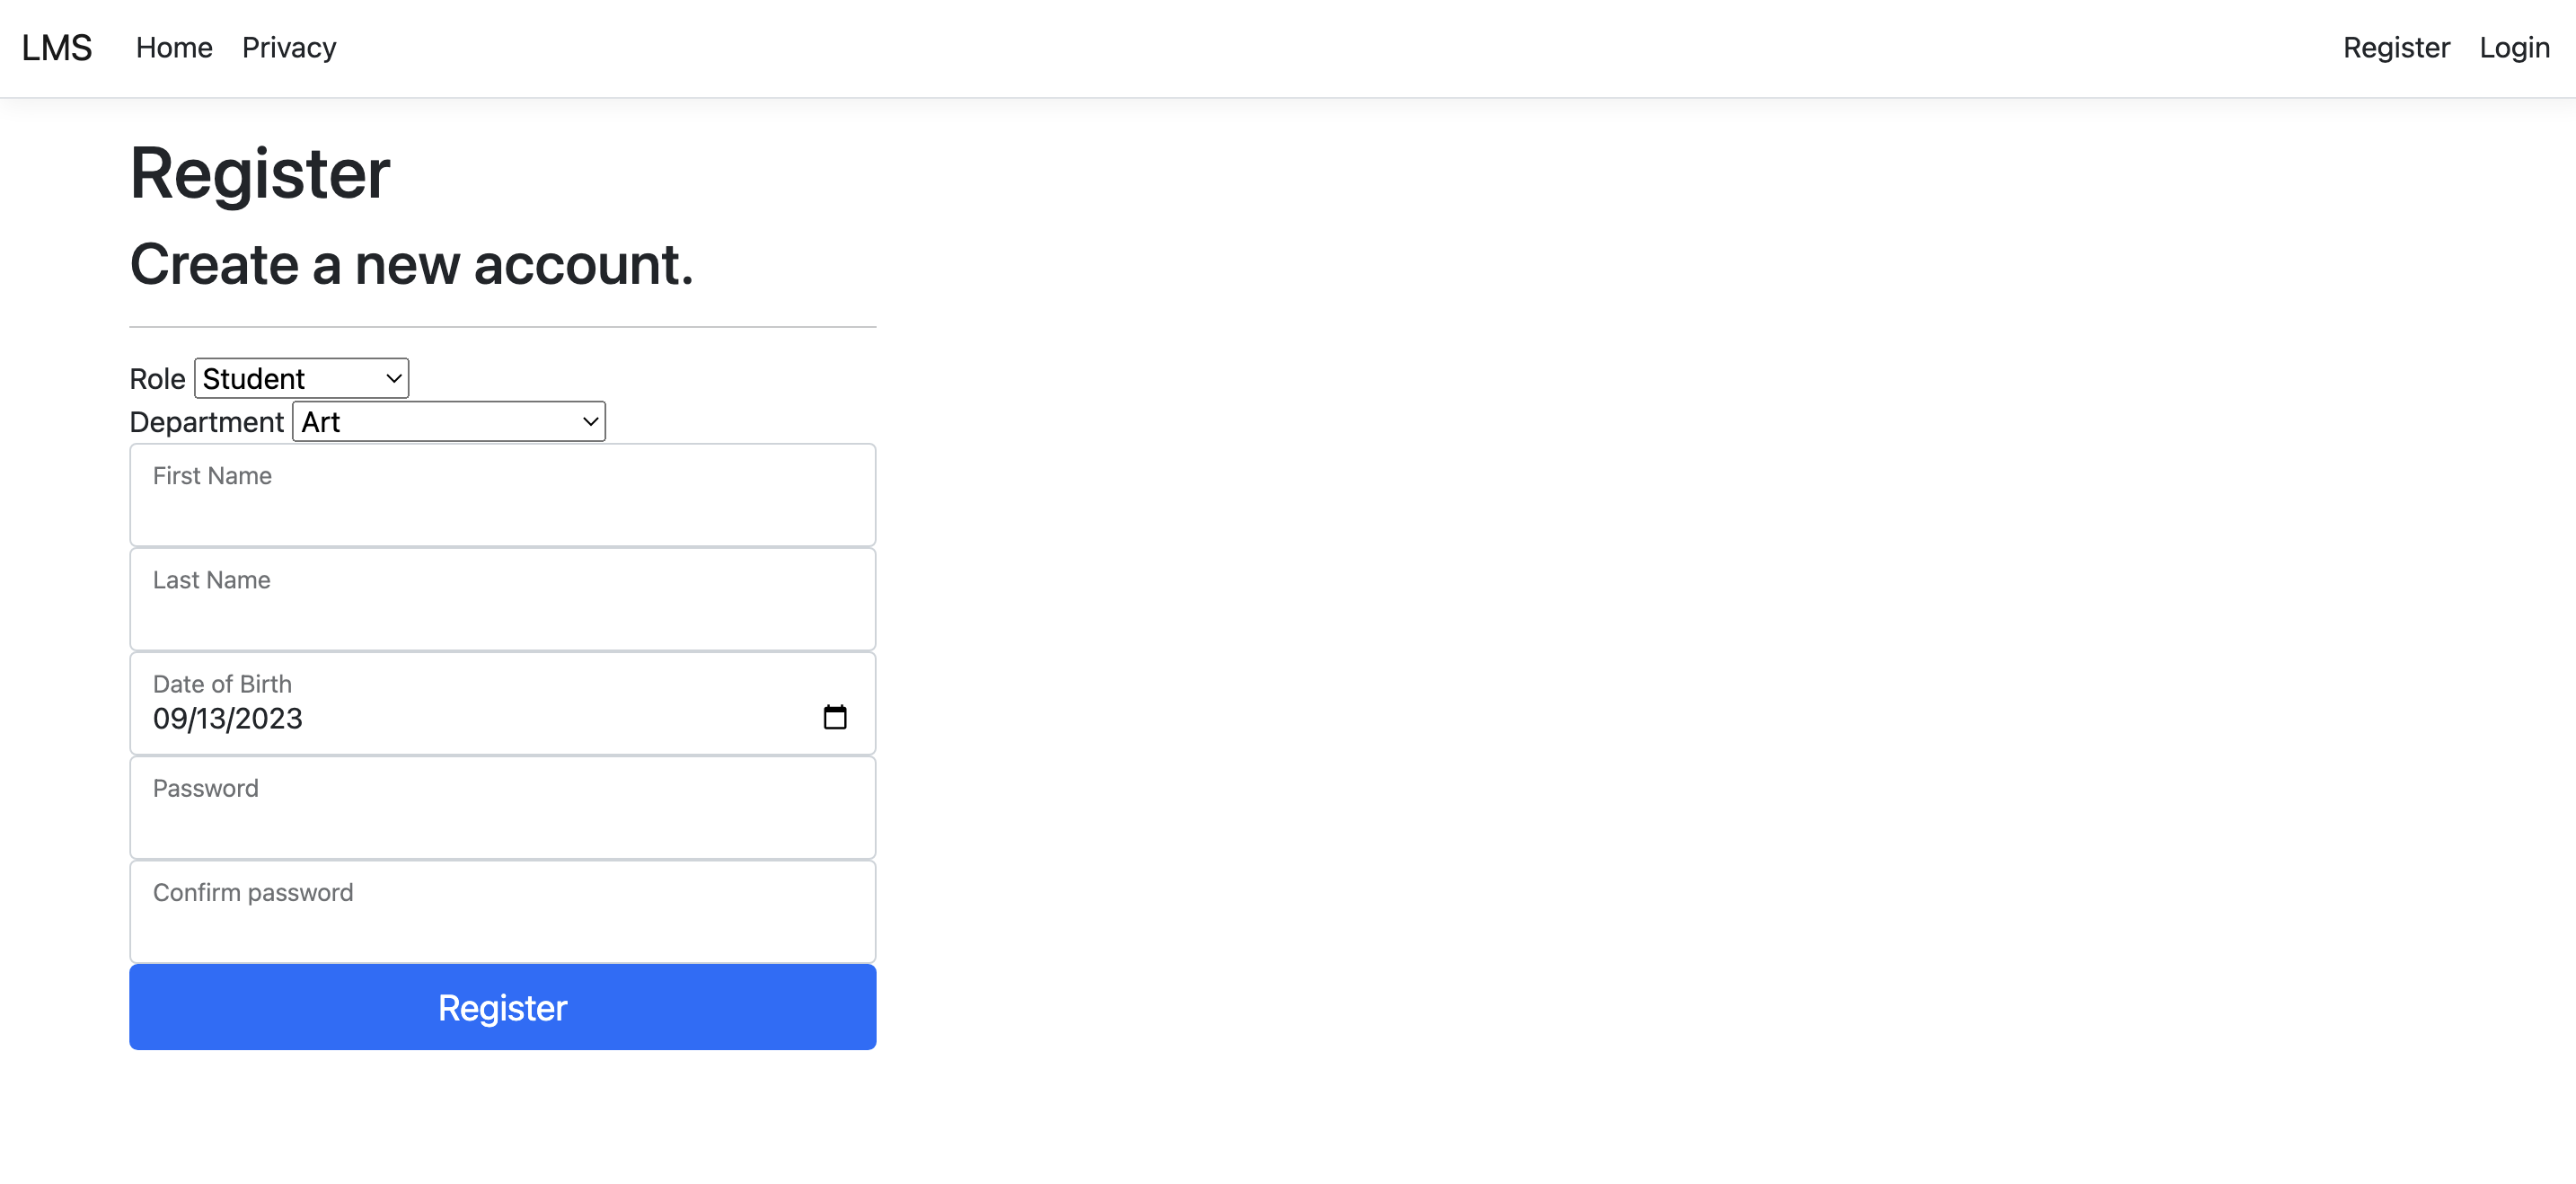 LMS Home Privacy Register Login
Register
Create a new account.
Role Student
Department Art
First Name
Last Name
Date of Birth
09/13/2023
Password
Confirm password
Register